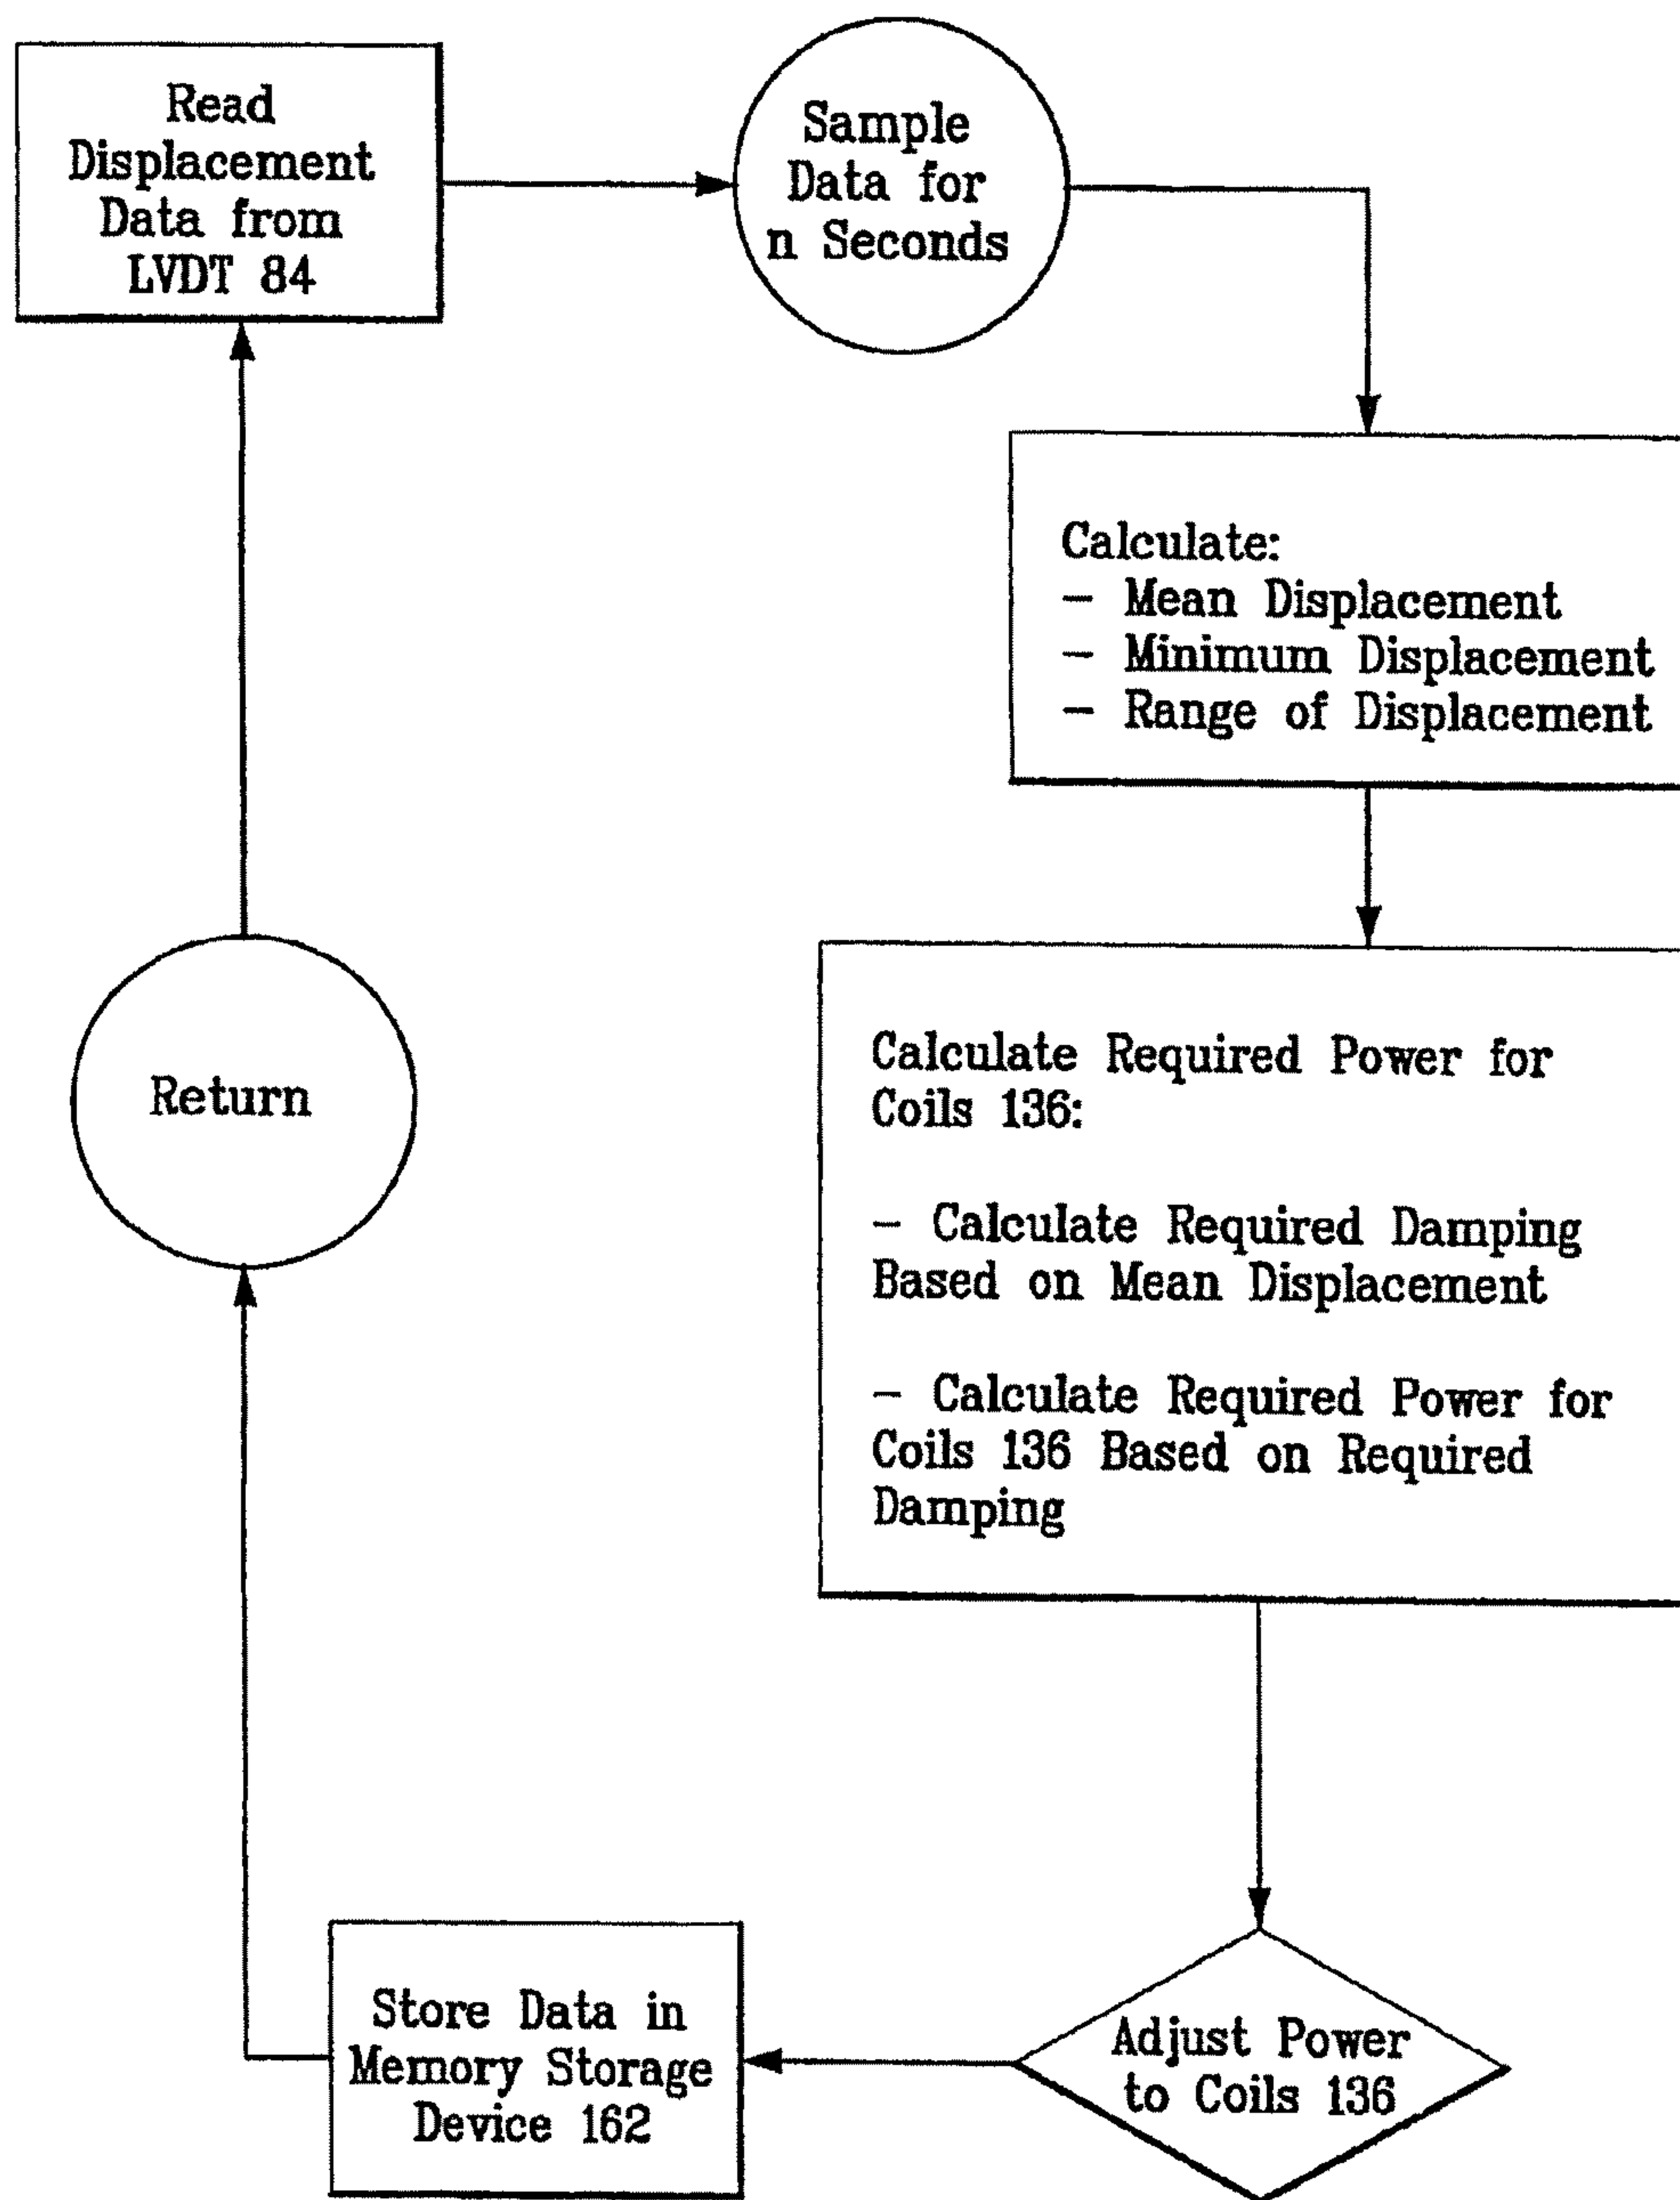 Read
Displacement
Data from
LVDT 84
Sample
Data for
n Seconds
Calculate:
- Mean Displacement
- Minimum Displacement
- Range of Displacement
Calculate Required Power for
Coils 136:
- Calculate Required Damping
Based on Mean Displacement
- Calculate Required Power for
Coils 136 Based on Required
Damping
Adjust Power
to Coils 136
Store Data in
Memory Storage
Device 162
Return